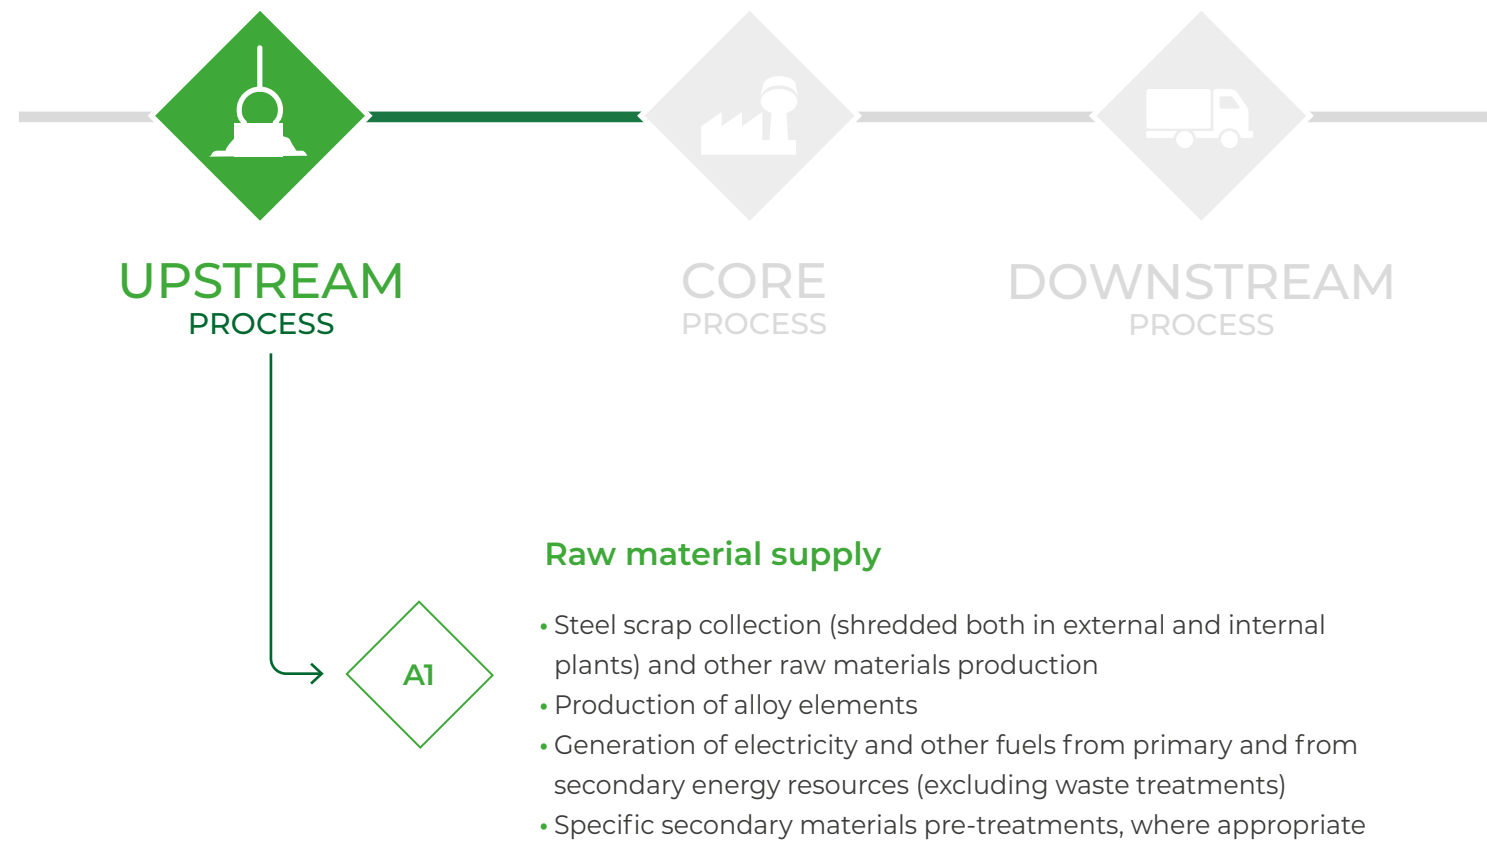 UPSTREAM
PROCESS
CORE
PROCESS
DOWNSTREAM
PROCESS
Raw material supply
A1
• Steel scrap collection (shredded both in external and internal
plants) and other raw materials production
• Production of alloy elements
• Generation of electricity and other fuels from primary and from
secondary energy resources (excluding waste treatments)
• Specific secondary materials pre-treatments, where appropriate